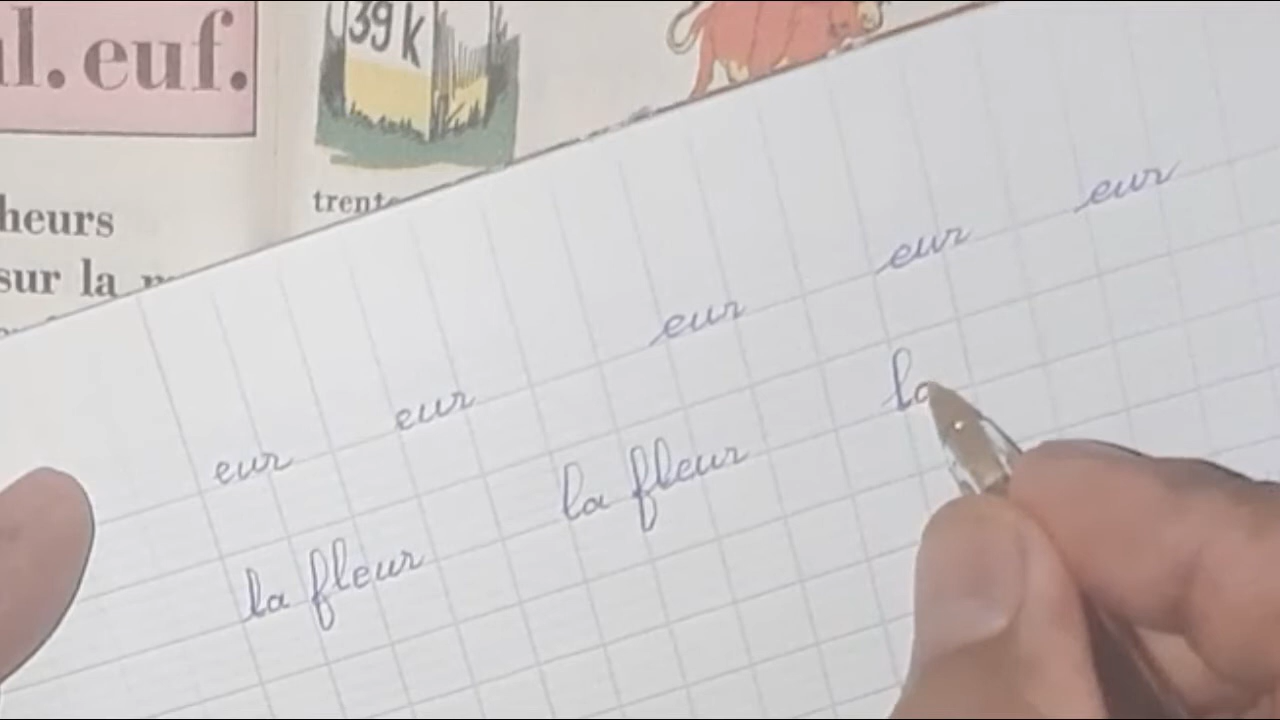 l. euf.
39 k
heurs
trente
sur la
eur eur eur eur eur
la fleur la fleur la